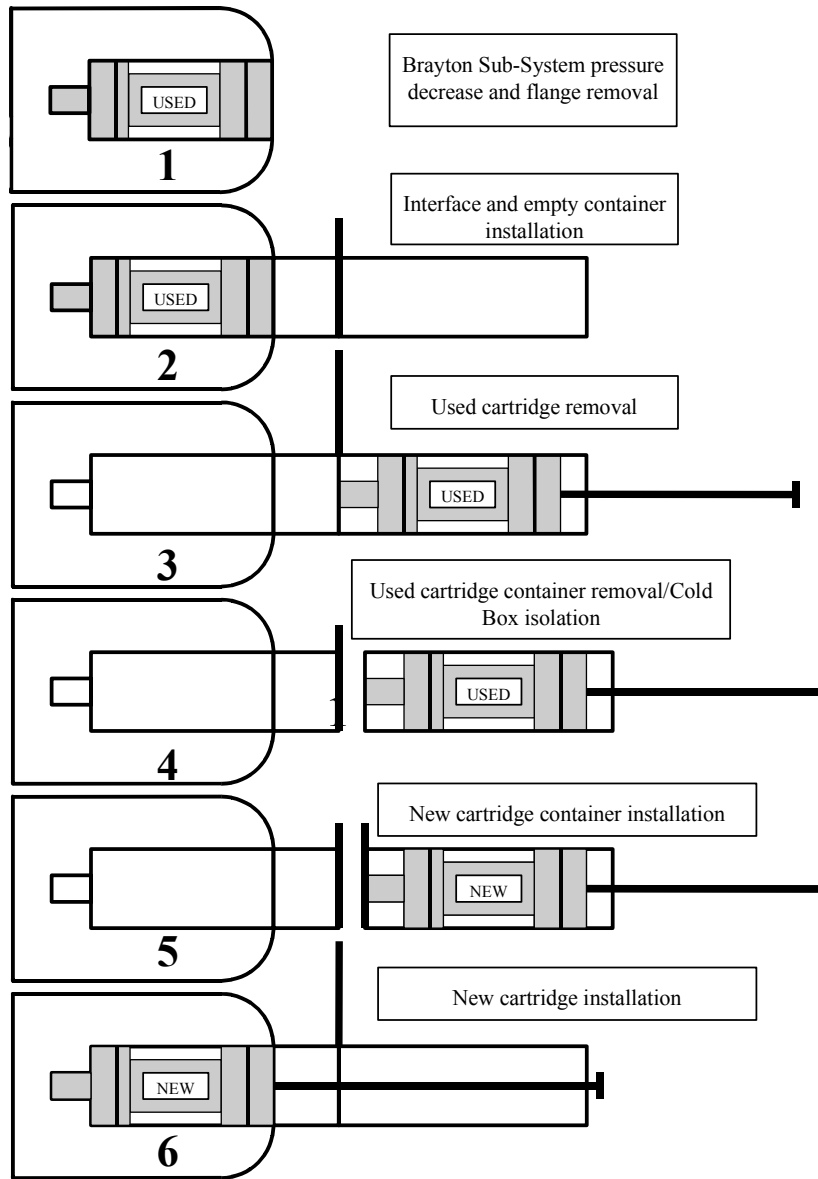 Brayton Sub-System pressure
decrease and flange removal
USED
1
Interface and empty container
installation
USED
2
Used cartridge removal
USED
3
Used cartridge container removal/Cold
Box isolation
USED
1
4
New cartridge container installation
NEW
5
New cartridge installation
NEW
6